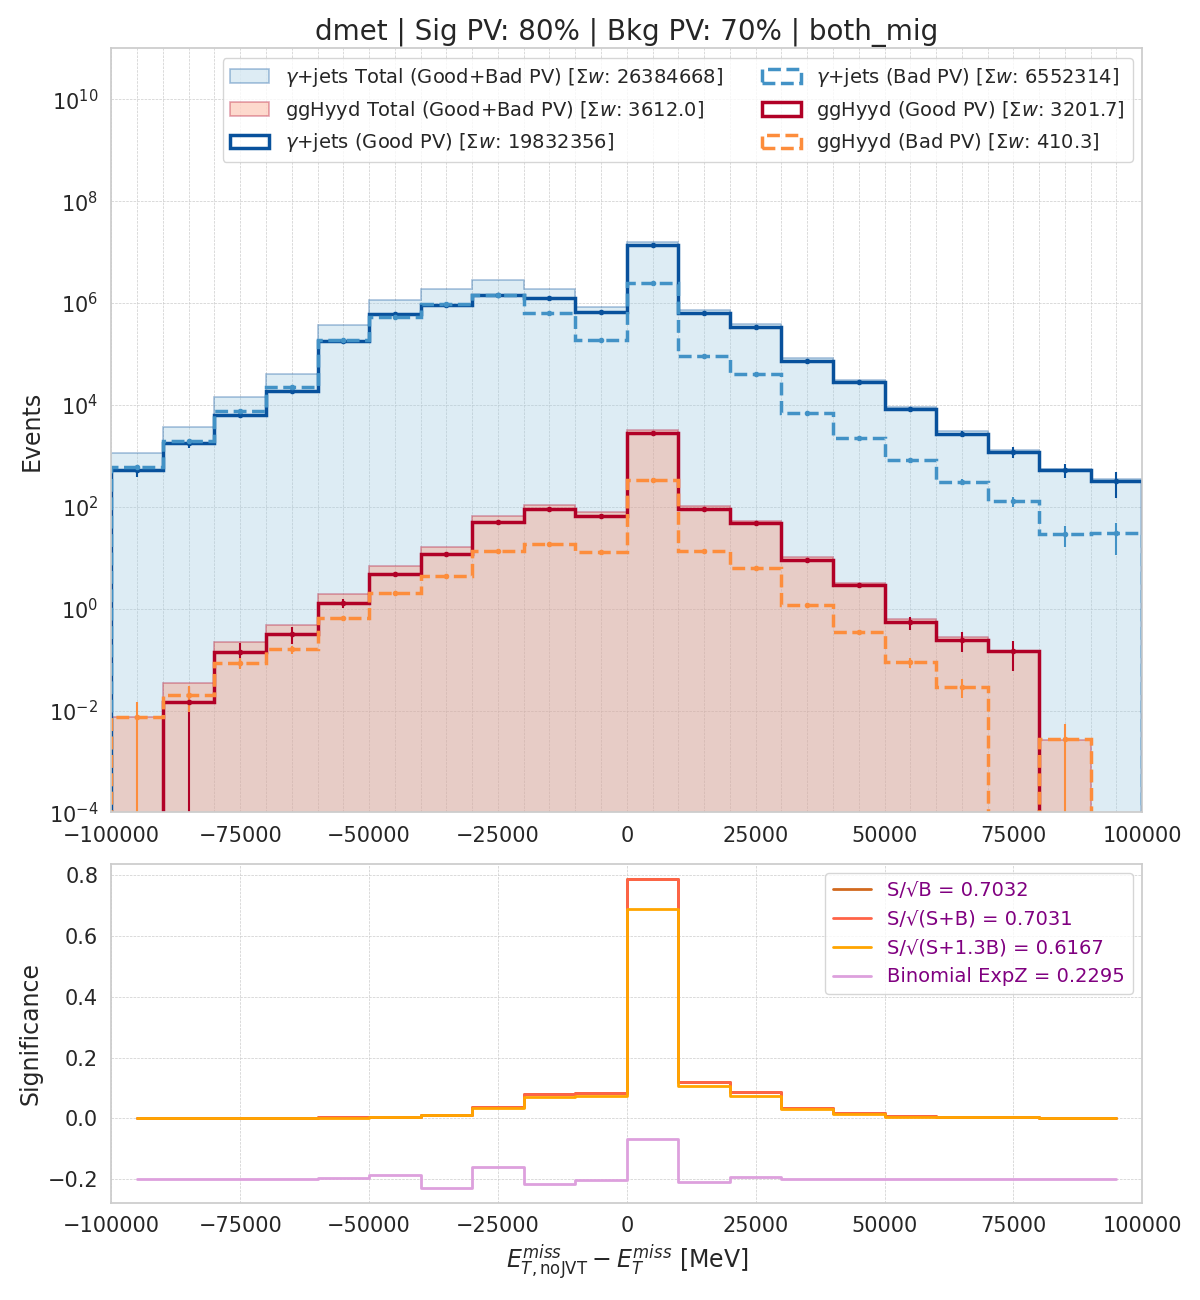 dmet | Sig PV: 80% | Bkg PV: 70% | both_mig
γ+jets Total (Good+Bad PV) [Σw: 26384668]
ggHyyd Total (Good+Bad PV) [Σw: 3612.0]
γ+jets (Good PV) [Σw: 19832356]
γ+jets (Bad PV) [Σw: 6552314]
ggHyyd (Good PV) [Σw: 3201.7]
ggHyyd (Bad PV) [Σw: 410.3]
Events
10^10
10^8
10^6
10^4
10^2
10^0
10^−2
10^−4
−100000 −75000 −50000 −25000 0 25000 50000 75000 100000
S/√B = 0.7032
S/√(S+B) = 0.7031
S/√(S+1.3B) = 0.6167
Binomial ExpZ = 0.2295
Significance
0.8
0.6
0.4
0.2
0.0
−0.2
−100000 −75000 −50000 −25000 0 25000 50000 75000 100000
E_{T,noJVT}^{miss} − E_T^{miss} [MeV]